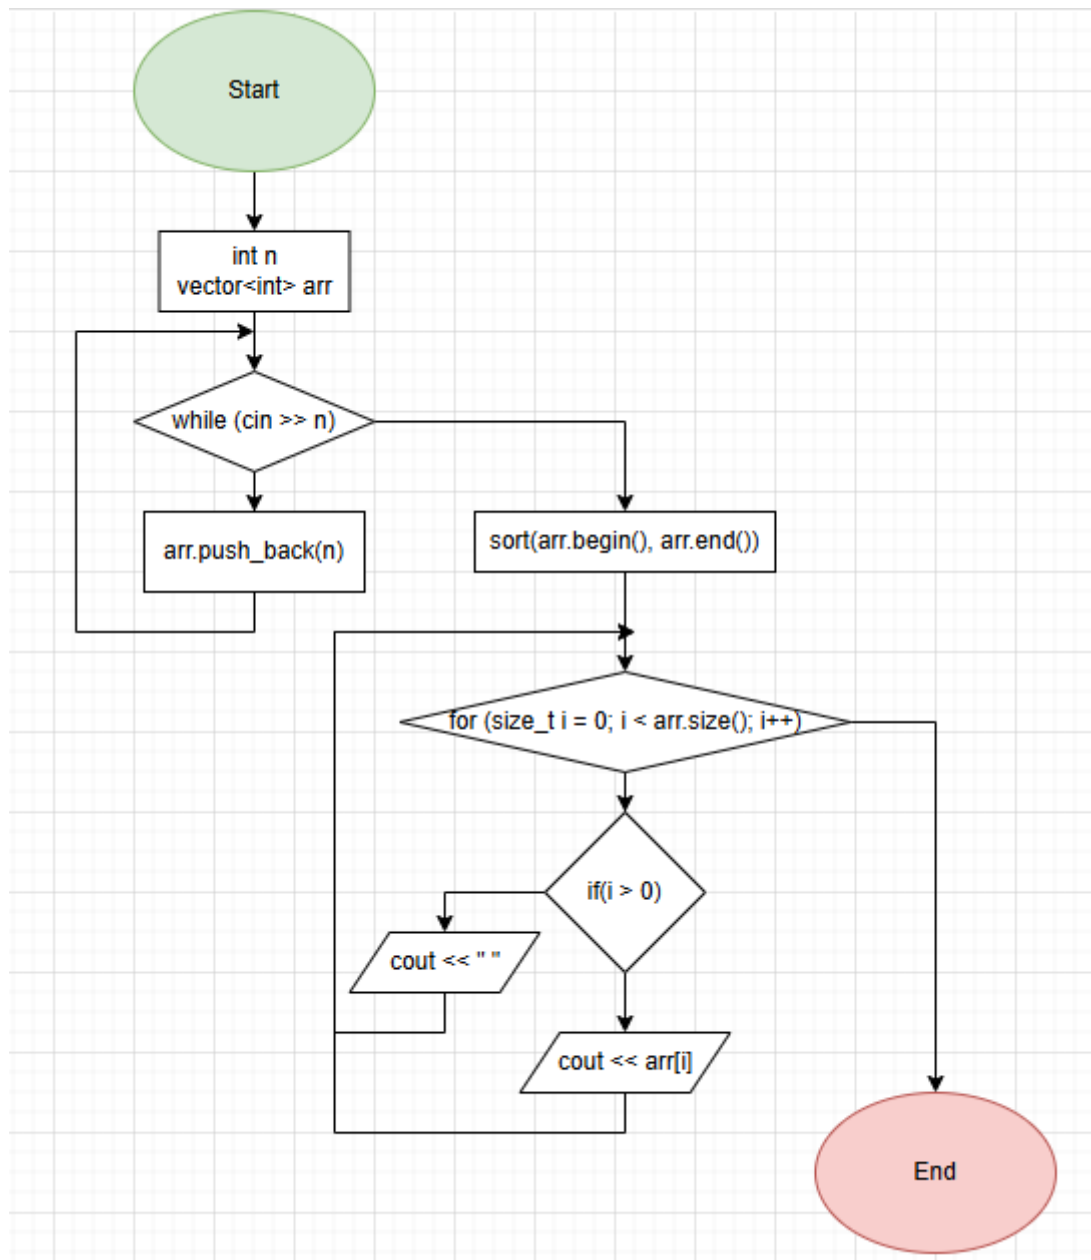 Start
int n
vector<int> arr
while (cin >> n)
arr.push_back(n)
sort(arr.begin(), arr.end())
for (size_t i = 0; i < arr.size(); i++)
if(i > 0)
cout << " "
cout << arr[i]
End